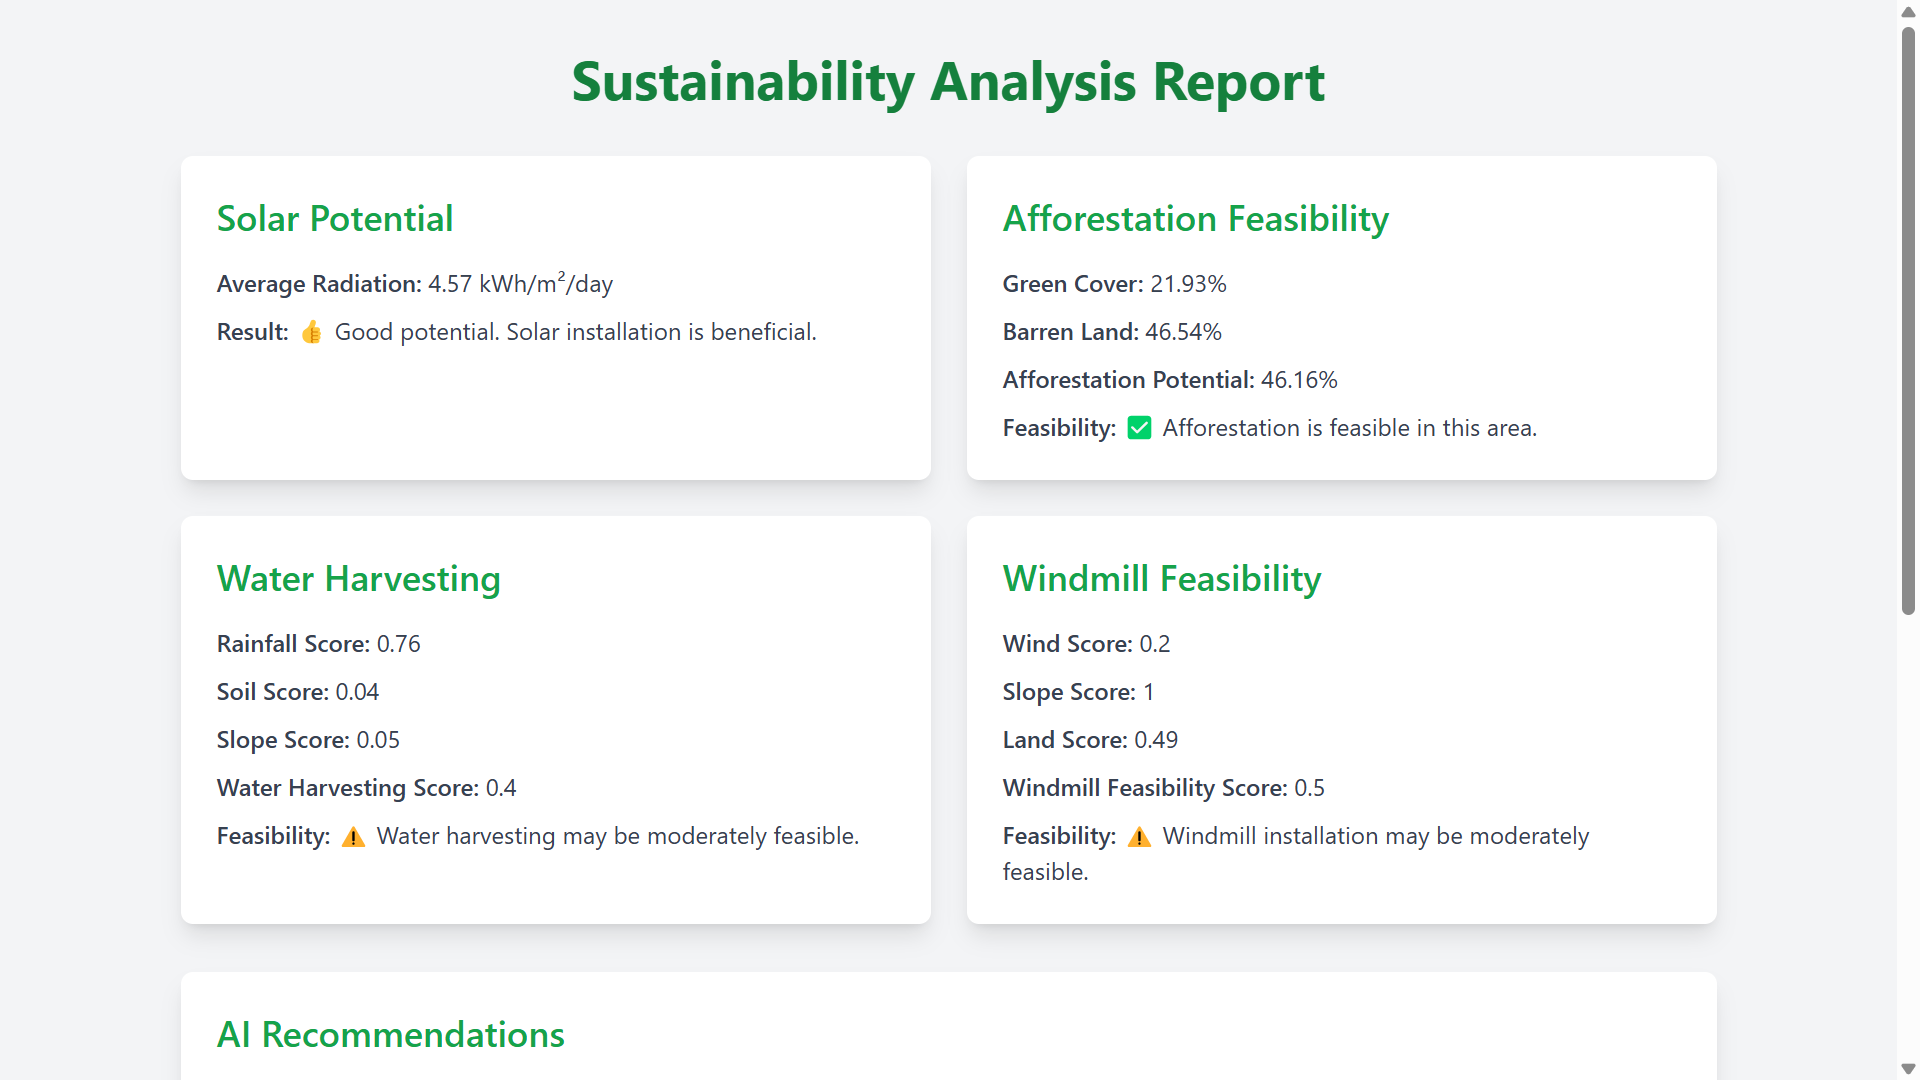 Sustainability Analysis Report
Solar Potential
Average Radiation: 4.57 kWh/m²/day
Result: 👍 Good potential. Solar installation is beneficial.
Afforestation Feasibility
Green Cover: 21.93%
Barren Land: 46.54%
Afforestation Potential: 46.16%
Feasibility: ✅ Afforestation is feasible in this area.
Water Harvesting
Rainfall Score: 0.76
Soil Score: 0.04
Slope Score: 0.05
Water Harvesting Score: 0.4
Feasibility: ⚠️ Water harvesting may be moderately feasible.
Windmill Feasibility
Wind Score: 0.2
Slope Score: 1
Land Score: 0.49
Windmill Feasibility Score: 0.5
Feasibility: ⚠️ Windmill installation may be moderately
feasible.
AI Recommendations